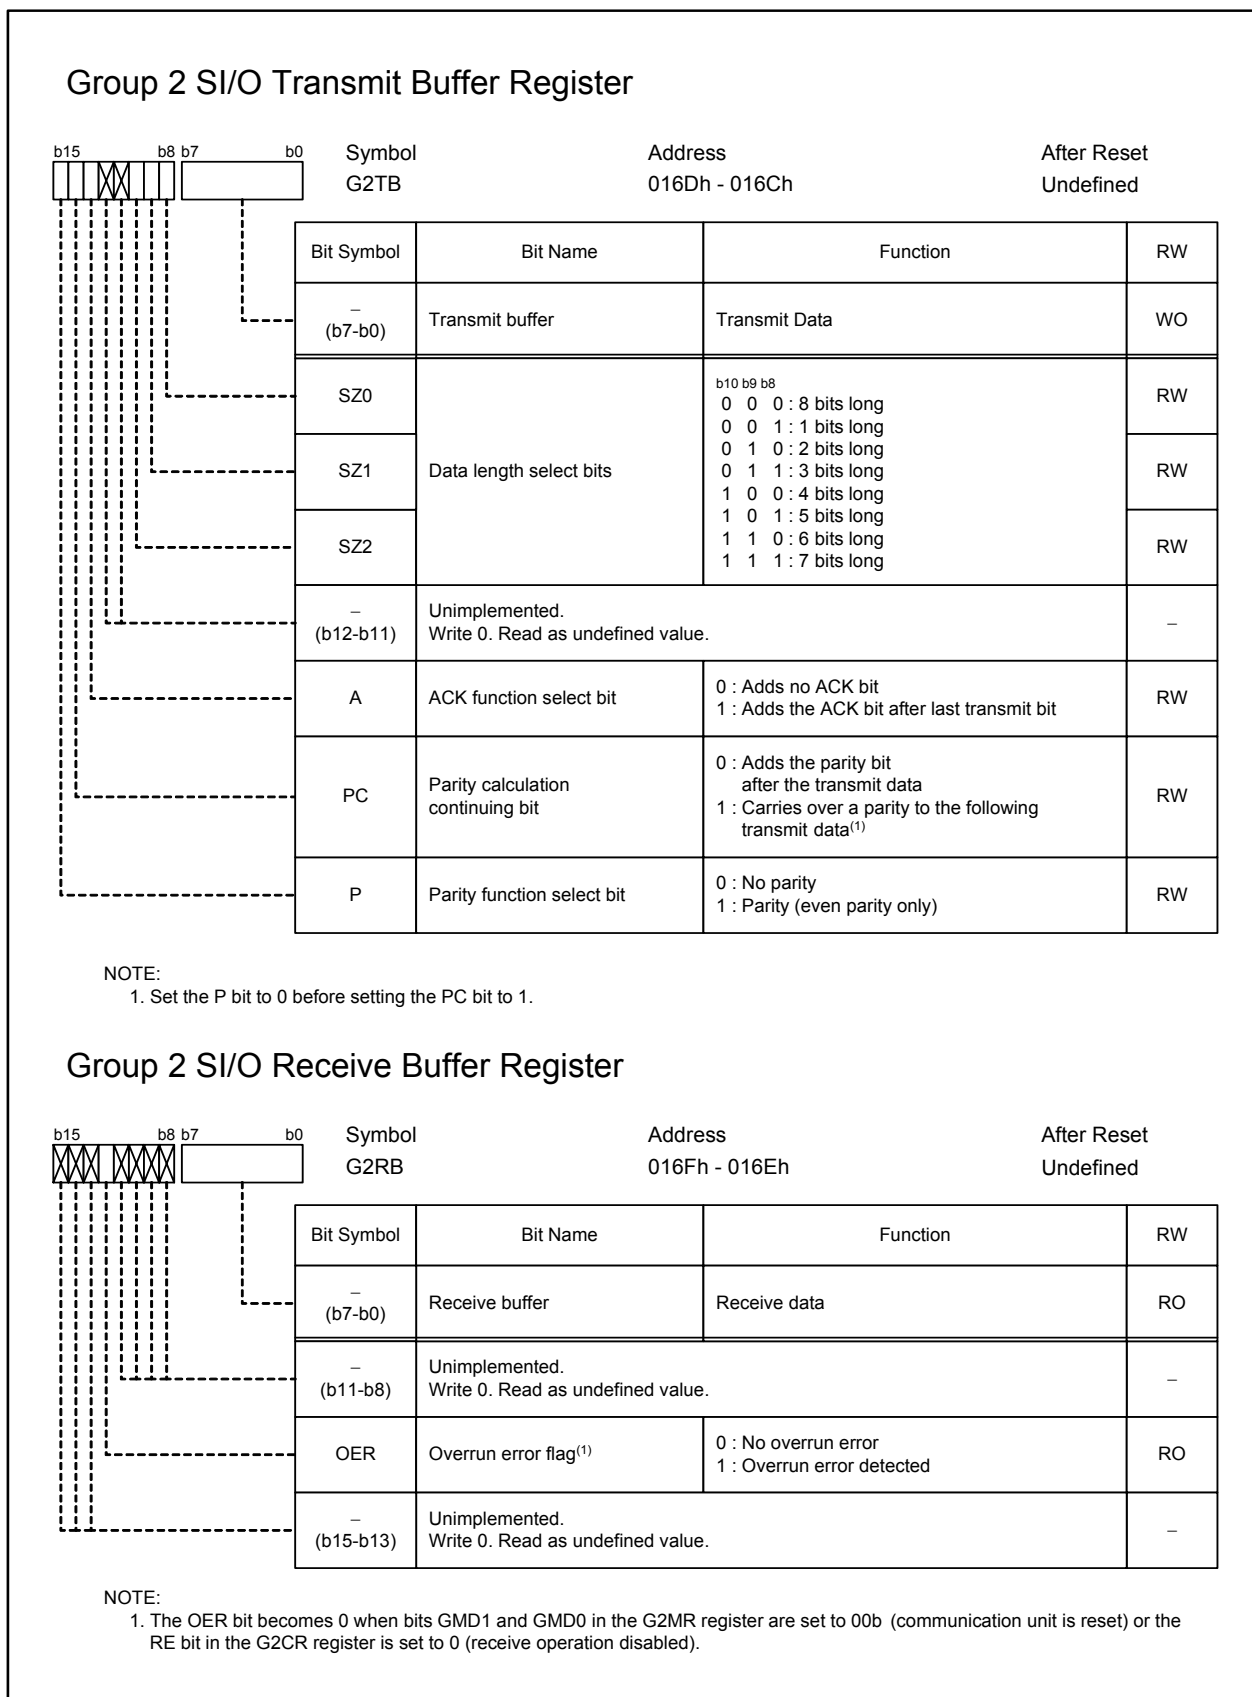 Group 2 SI/O Transmit Buffer Register
b15 b8 b7 b0 Symbol Address After Reset
G2TB 016Dh - 016Ch Undefined
Bit Symbol Bit Name Function RW
–
(b7-b0) Transmit buffer Transmit Data WO
SZ0 RW
SZ1 Data length select bits RW
SZ2 RW
b10 b9 b8
0 0 0 : 8 bits long
0 0 1 : 1 bits long
0 1 0 : 2 bits long
0 1 1 : 3 bits long
1 0 0 : 4 bits long
1 0 1 : 5 bits long
1 1 0 : 6 bits long
1 1 1 : 7 bits long
–
(b12-b11)
Unimplemented.
Write 0. Read as undefined value.
–
A ACK function select bit
0 : Adds no ACK bit
1 : Adds the ACK bit after last transmit bit
RW
PC
Parity calculation
continuing bit
0 : Adds the parity bit
after the transmit data
1 : Carries over a parity to the following
transmit data(1)
RW
P Parity function select bit
0 : No parity
1 : Parity (even parity only)
RW
NOTE:
1. Set the P bit to 0 before setting the PC bit to 1.
Group 2 SI/O Receive Buffer Register
b15 b8 b7 b0 Symbol Address After Reset
G2RB 016Fh - 016Eh Undefined
Bit Symbol Bit Name Function RW
–
(b7-b0) Receive buffer Receive data RO
–
(b11-b8)
Unimplemented.
Write 0. Read as undefined value.
–
OER Overrun error flag(1)
0 : No overrun error
1 : Overrun error detected
RO
–
(b15-b13)
Unimplemented.
Write 0. Read as undefined value.
–
NOTE:
1. The OER bit becomes 0 when bits GMD1 and GMD0 in the G2MR register are set to 00b (communication unit is reset) or the
RE bit in the G2CR register is set to 0 (receive operation disabled).